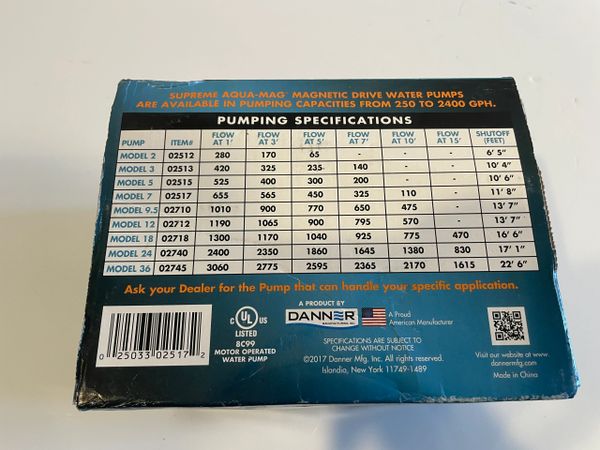 SUPREME AQUA-MAG® MAGNETIC DRIVE WATER PUMPS
ARE AVAILABLE IN PUMPING CAPACITIES FROM 250 TO 2400 GPH.
PUMPING SPECIFICATIONS
PUMP ITEM# FLOW AT 1' FLOW AT 3' FLOW AT 5' FLOW AT 7' FLOW AT 10' FLOW AT 15' SHUTOFF (FEET)
MODEL 2 02512 280 170 65 - - - 6' 5"
MODEL 3 02513 420 325 235 140 - - 10' 4"
MODEL 5 02515 525 400 300 200 - - 10' 6"
MODEL 7 02517 655 565 450 325 110 - 11' 8"
MODEL 9.5 02710 1010 900 770 650 475 - 13' 7"
MODEL 12 02712 1190 1065 900 795 570 - 13' 7"
MODEL 18 02718 1300 1170 1040 925 775 470 16' 6"
MODEL 24 02740 2400 2350 1860 1645 1380 830 17' 1"
MODEL 36 02745 3060 2775 2595 2365 2170 1615 22' 6"
Ask your Dealer for the Pump that can handle your specific application.
0 25033 02517 2
C UL US
LISTED
8C99
MOTOR OPERATED
WATER PUMP
A PRODUCT BY
DANNER
MANUFACTURING, INC.
A Proud
American Manufacturer
SPECIFICATIONS ARE SUBJECT TO
CHANGE WITHOUT NOTICE
©2017 Danner Mfg. Inc. All rights reserved.
Islandia, New York 11749-1489
Visit our website at www.
dannermfg.com
Made in China